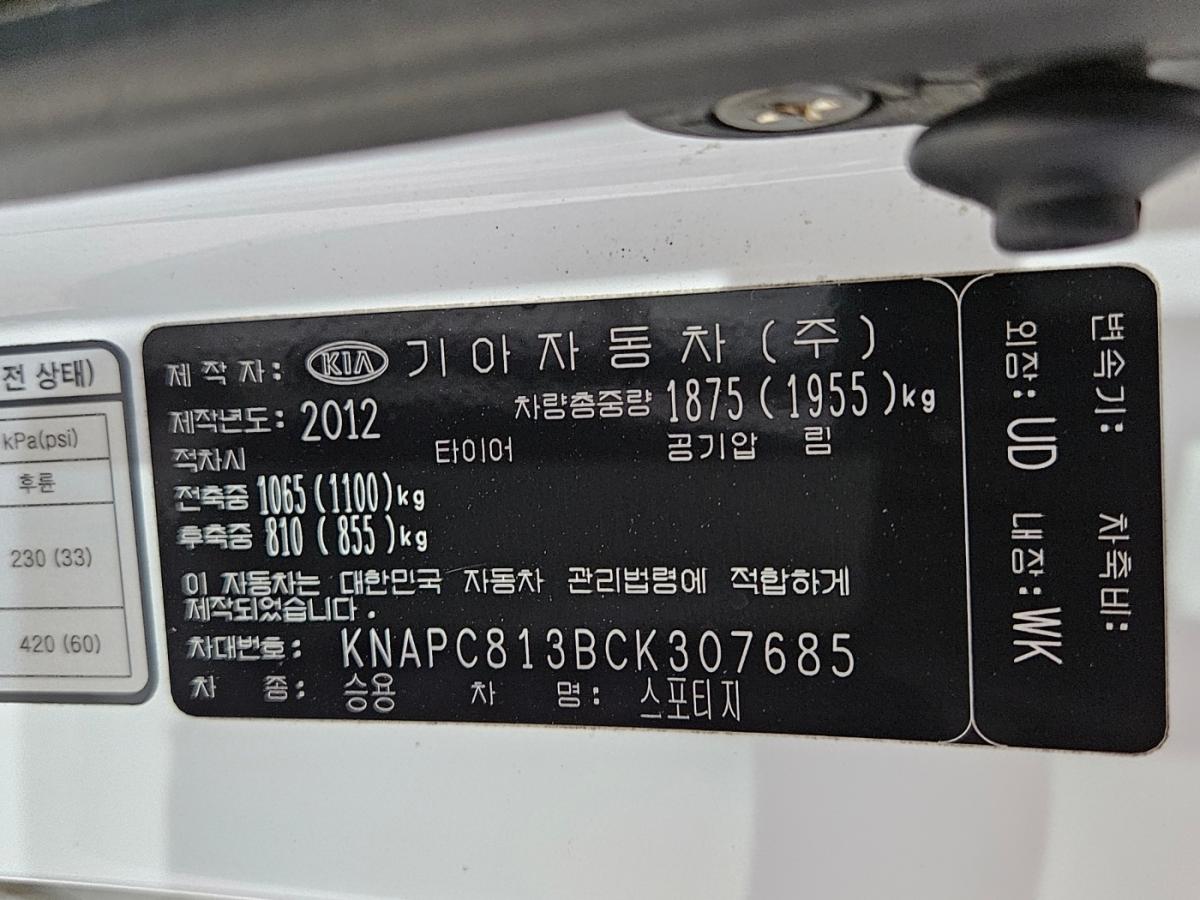 전 상태)
kPa(psi)
후륜
230 (33)
420 (60)
제 작 자: KIA 기아자동차(주)
제작년도: 2012 차량총중량 1875 (1955)kg
적차시 타이어 공기압 림
전축중 1065 (1100)kg
후축중 810 (855)kg
이 자동차는 대한민국 자동차 관리법령에 적합하게
제작되었습니다.
차대번호: KNAPC813BCK307685
차 종: 승용 차 명: 스포티지
변속기: 차축비:
외장: UD 내장: WK